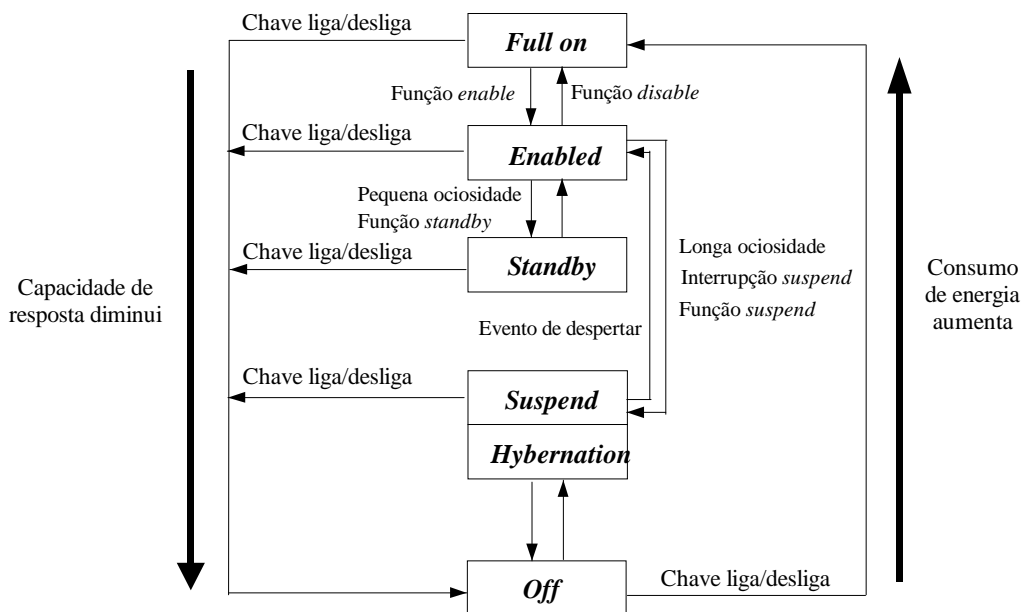 Chave liga/desliga
Full on
Função enable
Função disable
Chave liga/desliga
Enabled
Pequena ociosidade
Função standby
Chave liga/desliga
Standby
Longa ociosidade
Interrupção suspend
Função suspend
Capacidade de
resposta diminui
Consumo
de energia
aumenta
Evento de despertar
Chave liga/desliga
Suspend
Hybernation
Off
Chave liga/desliga